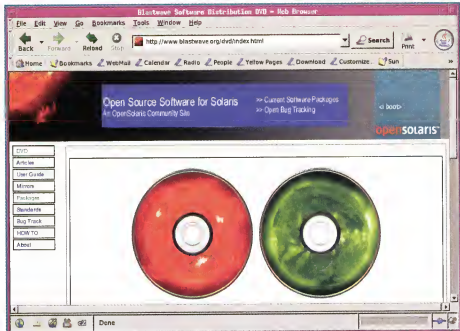 Blastwave Software Distribution DVD - Web Browser
File Edit View Go Bookmarks Tools Window Help
Back Forward Reload Stop http://www.blastwave.org/dvd/index.html Search Print
Home Bookmarks WebMail Calendar Radio People Yellow Pages Download Customize... Sun
Open Source Software for Solaris
An OpenSolaris Community Site
>> Current Software Packages
>> Open Bug Tracking
<i boot>
opensolaris
DVD
Articles
User Guide
Mirrors
Packages
Standards
Bug Track
HOW TO
About
Done